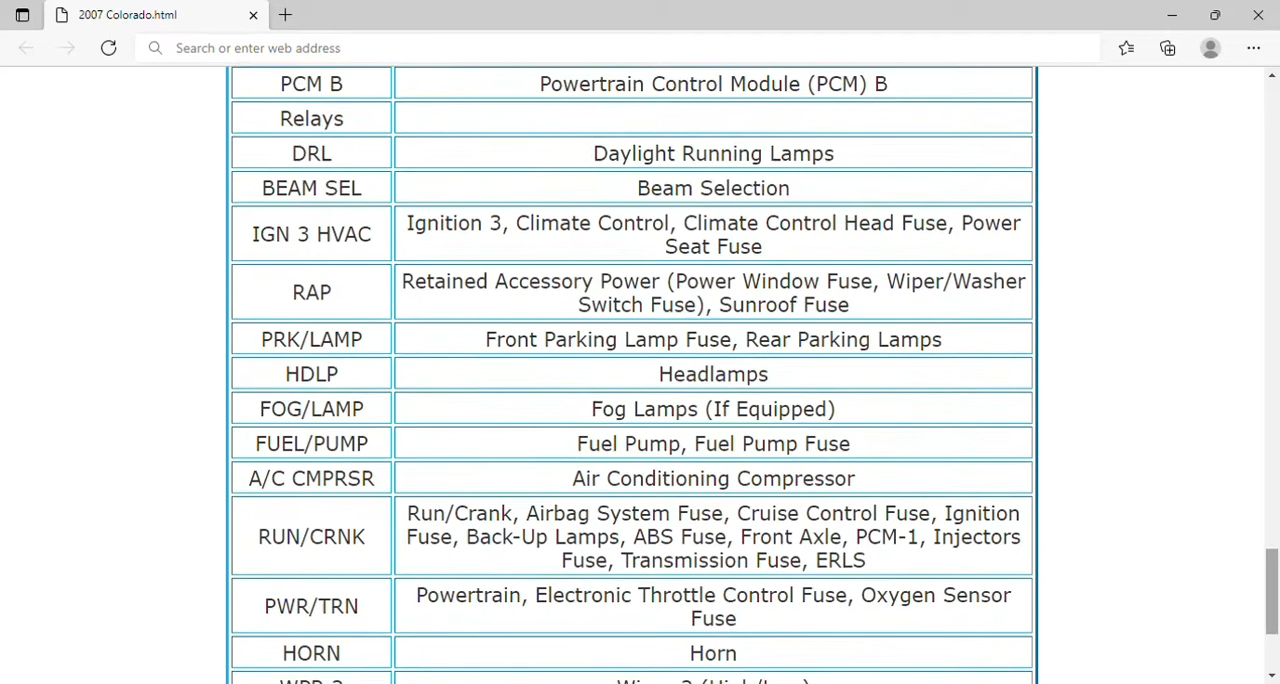 2007 Colorado.html
Search or enter web address
PCM B Powertrain Control Module (PCM) B
Relays
DRL Daylight Running Lamps
BEAM SEL Beam Selection
IGN 3 HVAC Ignition 3, Climate Control, Climate Control Head Fuse, Power
Seat Fuse
RAP Retained Accessory Power (Power Window Fuse, Wiper/Washer
Switch Fuse), Sunroof Fuse
PRK/LAMP Front Parking Lamp Fuse, Rear Parking Lamps
HDLP Headlamps
FOG/LAMP Fog Lamps (If Equipped)
FUEL/PUMP Fuel Pump, Fuel Pump Fuse
A/C CMPRSR Air Conditioning Compressor
RUN/CRNK Run/Crank, Airbag System Fuse, Cruise Control Fuse, Ignition
Fuse, Back-Up Lamps, ABS Fuse, Front Axle, PCM-1, Injectors
Fuse, Transmission Fuse, ERLS
PWR/TRN Powertrain, Electronic Throttle Control Fuse, Oxygen Sensor
Fuse
HORN Horn